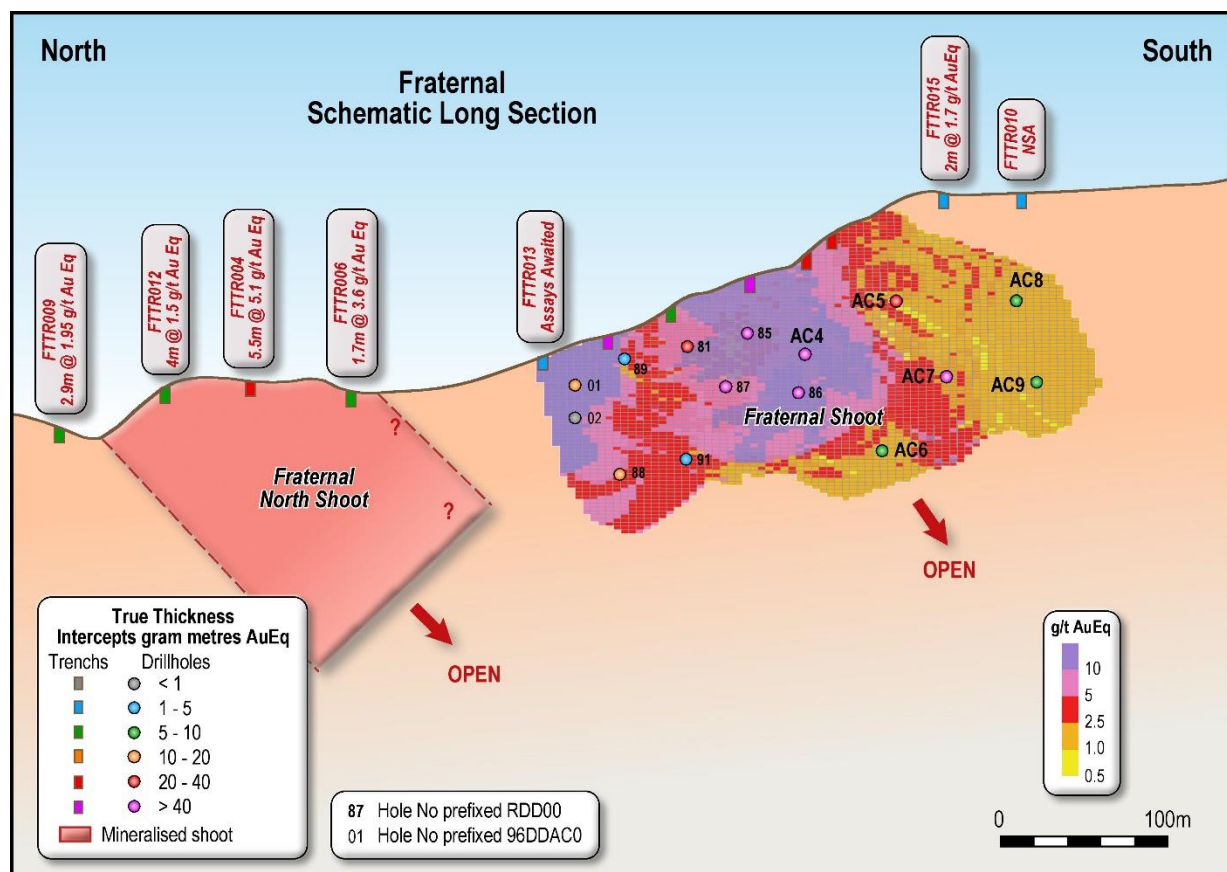 North
South
Fraternal
Schematic Long Section
FTTR009
2.9m @ 1.95 g/t Au Eq
FTTR012
4m @ 1.5 g/t Au Eq
FTTR004
5.5m @ 5.1 g/t Au Eq
FTTR006
1.7m @ 3.6 g/t Au Eq
FTTR013
Assays Awaited
FTTR015
2m @ 1.7 g/t AuEq
FTTR010
NSA
AC8
AC5
85
AC4
81
89
AC7
AC9
01
87
86
02
Fraternal Shoot
AC6
91
88
?
Fraternal
North Shoot
?
OPEN
OPEN
True Thickness
Intercepts gram metres AuEq
Trenchs Drillholes
< 1
1 - 5
5 - 10
10 - 20
20 - 40
> 40
Mineralised shoot
87 Hole No prefixed RDD00
01 Hole No prefixed 96DDAC0
g/t AuEq
10
5
2.5
1.0
0.5
0 100m